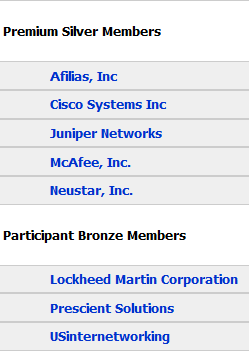 Premium Silver Members
Afilias, Inc
Cisco Systems Inc
Juniper Networks
McAfee, Inc.
Neustar, Inc.
Participant Bronze Members
Lockheed Martin Corporation
Prescient Solutions
USinternetworking